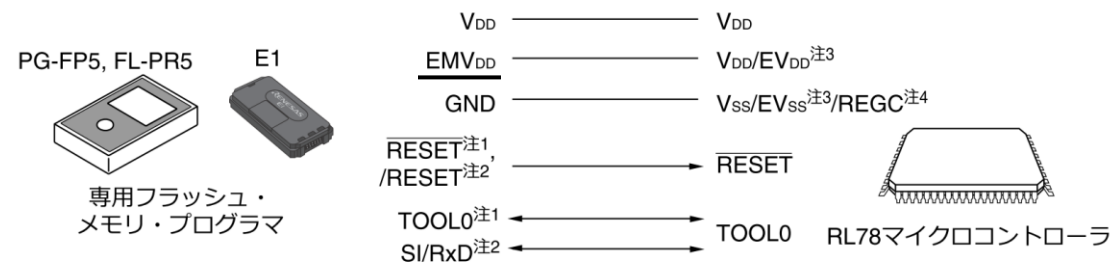 VDD VDD
PG-FP5, FL-PR5 E1 EMVDD VDD/EVDD注3
GND VSS/EVSS注3/REGC注4
RESET注1,
/RESET注2 RESET
専用フラッシュ・
メモリ・プログラマ
TOOL0注1 TOOL0
SI/RxD注2
RL78マイクロコントローラ